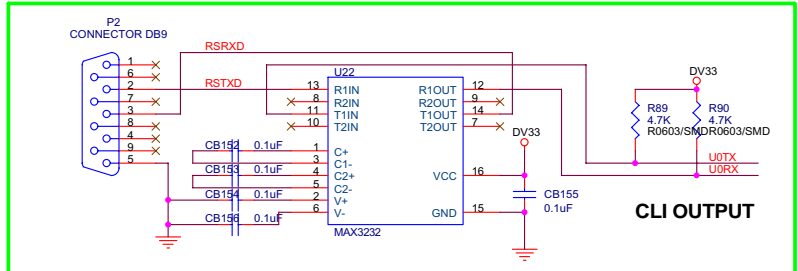 P2
CONNECTOR DB9
1
6
2
7
3
8
4
9
5
RSRXD
RSTXD
U22
13 R1IN R1OUT 12
8 R2IN R2OUT 9
11 T1IN T1OUT 14
10 T2IN T2OUT 7
1 C+
3 C1-
4 C2+
5 C2-
2 V+
6 V-
VCC 16
GND 15
MAX3232
CB152 0.1uF
CB153 0.1uF
CB154 0.1uF
CB156 0.1uF
DV33
CB155
0.1uF
DV33
R89
4.7K
R0603/SMD
R90
4.7K
R0603/SMD
U0TX
U0RX
CLI OUTPUT